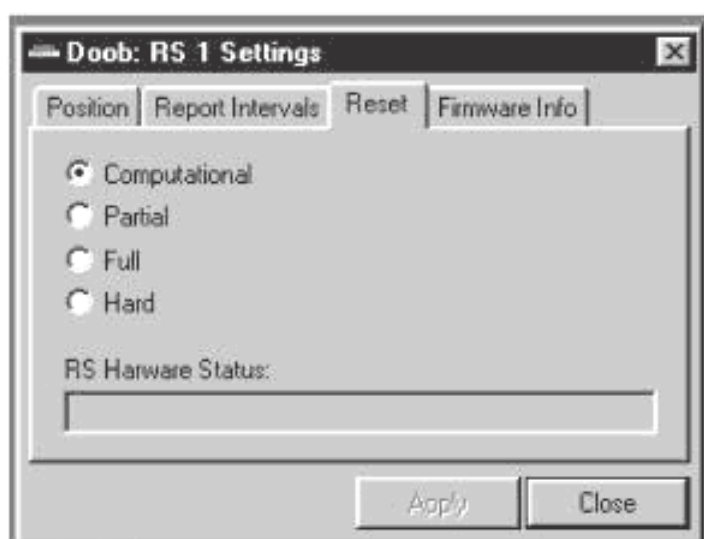 Doob: RS 1 Settings
Position Report Intervals Reset Firmware Info
Computational
Partial
Full
Hard
RS Harware Status:
Apply Close